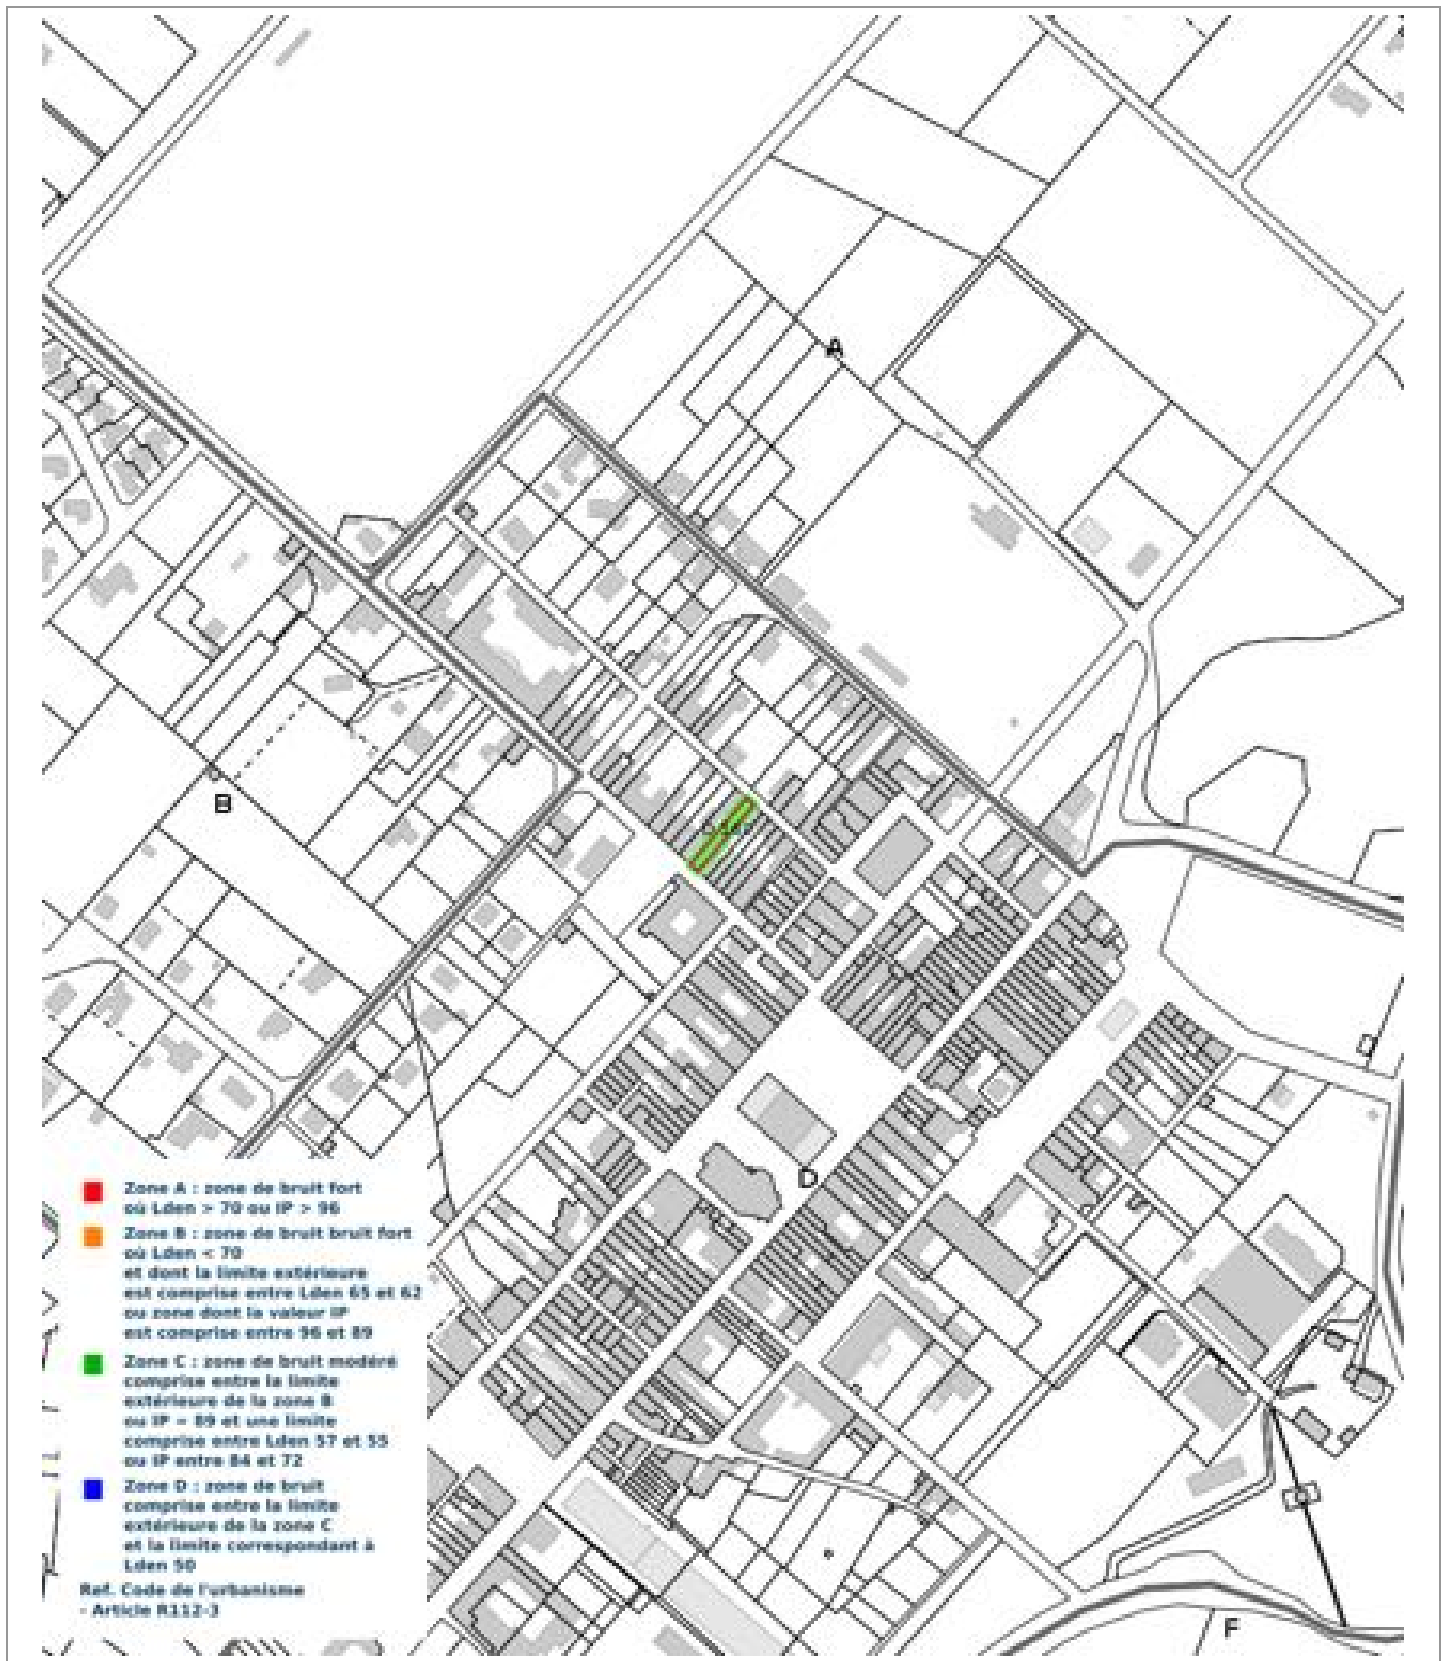 A
B
D
Zone A : zone de bruit fort
où Lden > 70 ou IP > 96
Zone B : zone de bruit bruit fort
où Lden < 70
et dont la limite extérieure
est comprise entre Lden 65 et 62
ou zone dont la valeur IP
est comprise entre 96 et 89
Zone C : zone de bruit modéré
comprise entre la limite
extérieure de la zone B
ou IP = 89 et une limite
comprise entre Lden 57 et 55
ou IP entre 84 et 72
Zone D : zone de bruit
comprise entre la limite
extérieure de la zone C
et la limite correspondant à
Lden 50
Ref. Code de l'urbanisme
- Article R112-3
F